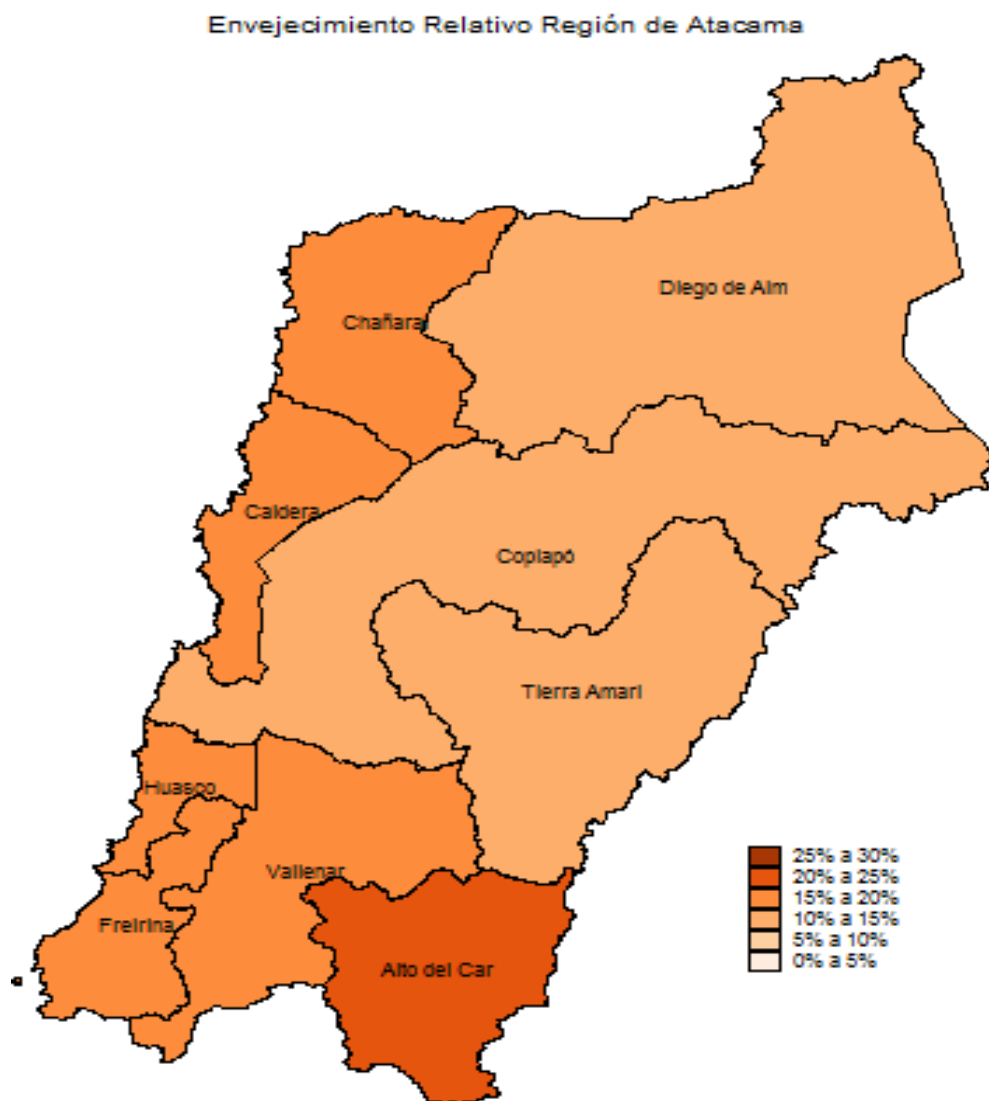 Envejecimiento Relativo Región de Atacama
Diego de Alm
Chañaral
Caldera
Copiapó
Tierra Amari
Huasco
Vallenar
Freirina
Alto del Car
25% a 30%
20% a 25%
15% a 20%
10% a 15%
5% a 10%
0% a 5%